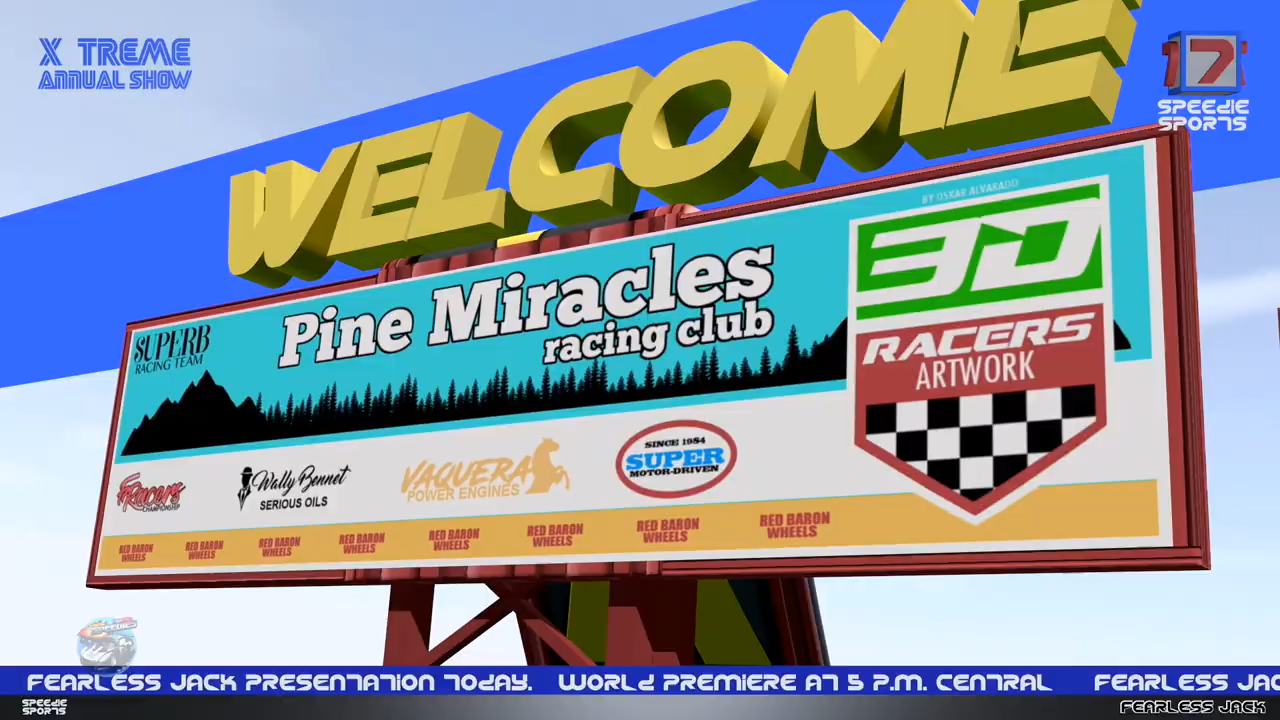 X TREME
ANNUAL SHOW
17
SPEEDIE
SPORTS
WELCOME
BY OSKAR ALVARADO
SUPERB
RACING TEAM
Pine Miracles
racing club
3D
RACERS
ARTWORK
Racers
CHAMPIONSHIP
Wally Bennet
SERIOUS OILS
VAQUERA
POWER ENGINES
SINCE 1984
SUPER
MOTOR-DRIVEN
RED BARON
WHEELS
RED BARON
WHEELS
RED BARON
WHEELS
RED BARON
WHEELS
RED BARON
WHEELS
RED BARON
WHEELS
RED BARON
WHEELS
RED BARON
WHEELS
FEARLESS JACK PRESENTATION TODAY. WORLD PREMIERE AT 5 P.M. CENTRAL FEARLESS JAC
SPEEDIE
SPORTS
FEARLESS JACK